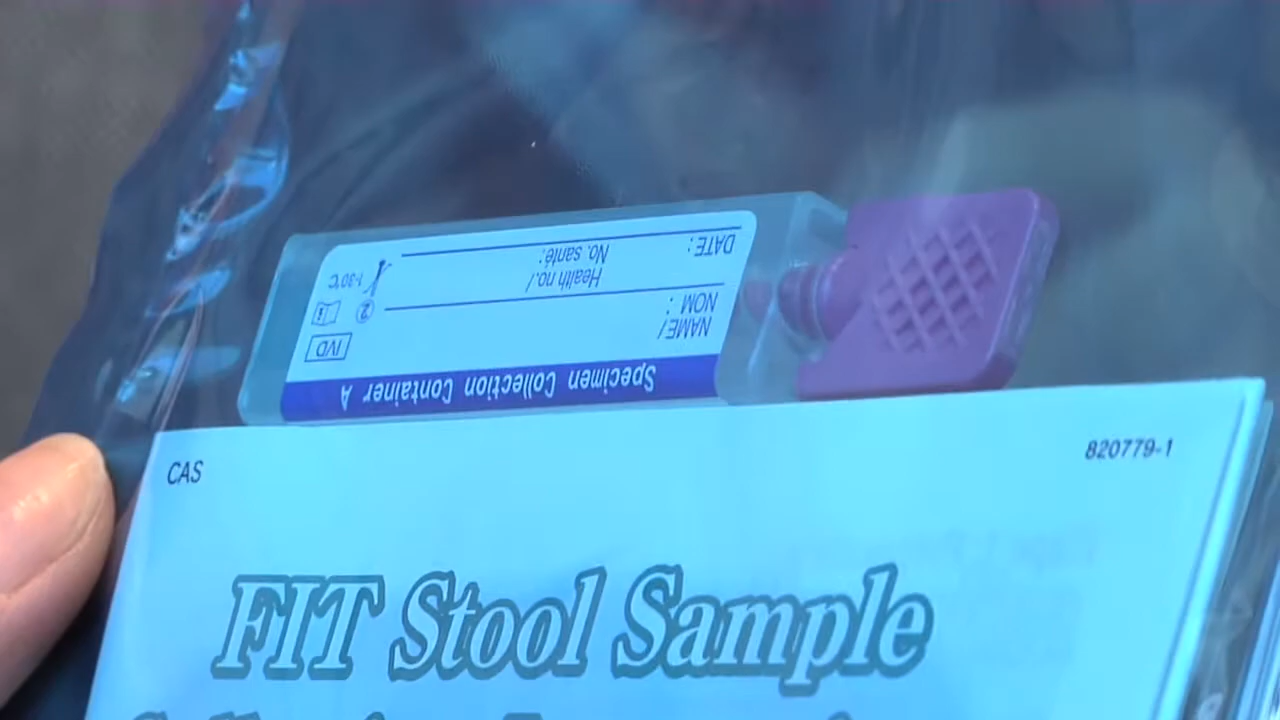 Specimen Collection Container A
NAME/
NOM :
Health no./
No. santé:
DATE:
IVD
2
i
1-30°C
CAS
820779-1
FIT Stool Sample